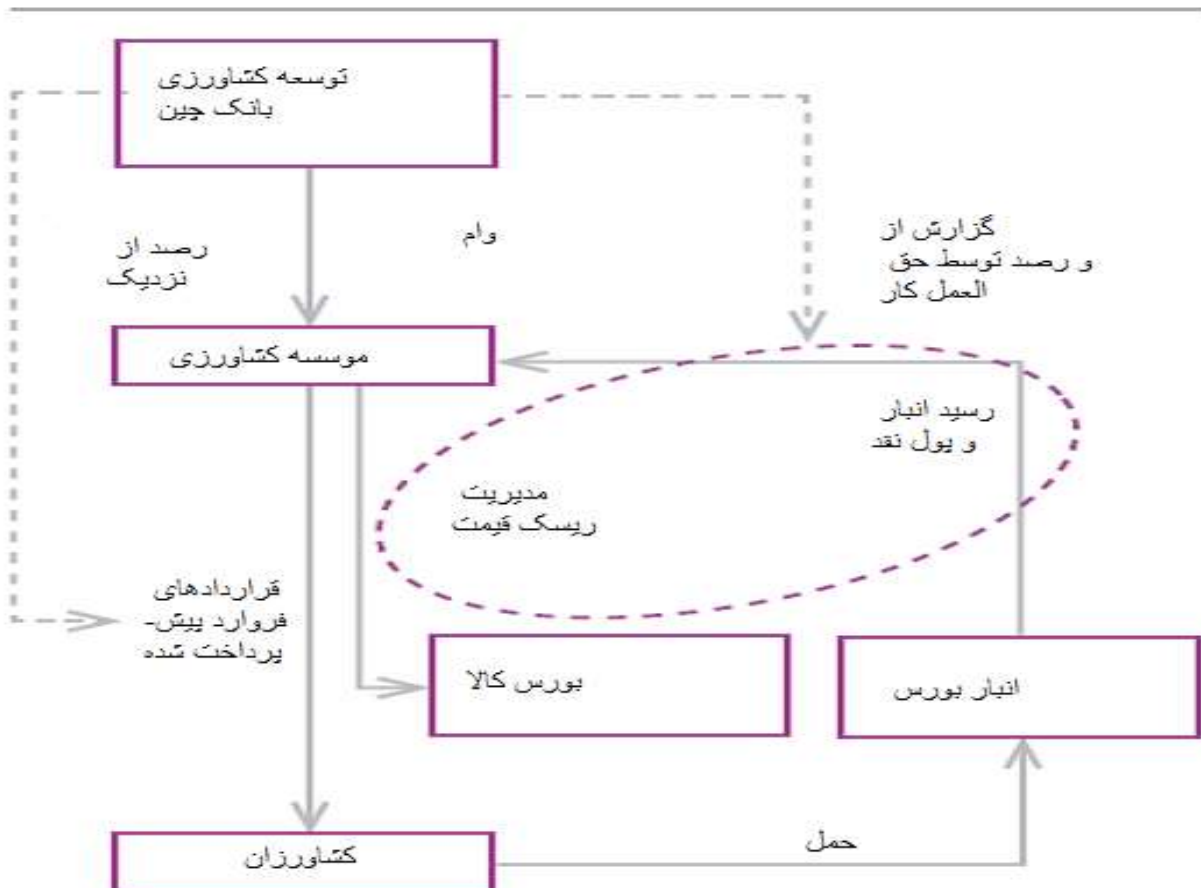 توسعه کشاورزی
بانک چین
رصد از
نزدیک
وام
گزارش از
و رصد توسط حق
العمل کار
موسسه کشاورزی
رسید انبار
و پول نقد
مدیریت
ریسک قیمت
قراردادهای
فروارد پیش-
پرداخت شده
بورس کالا
انبار بورس
کشاورزان
حمل